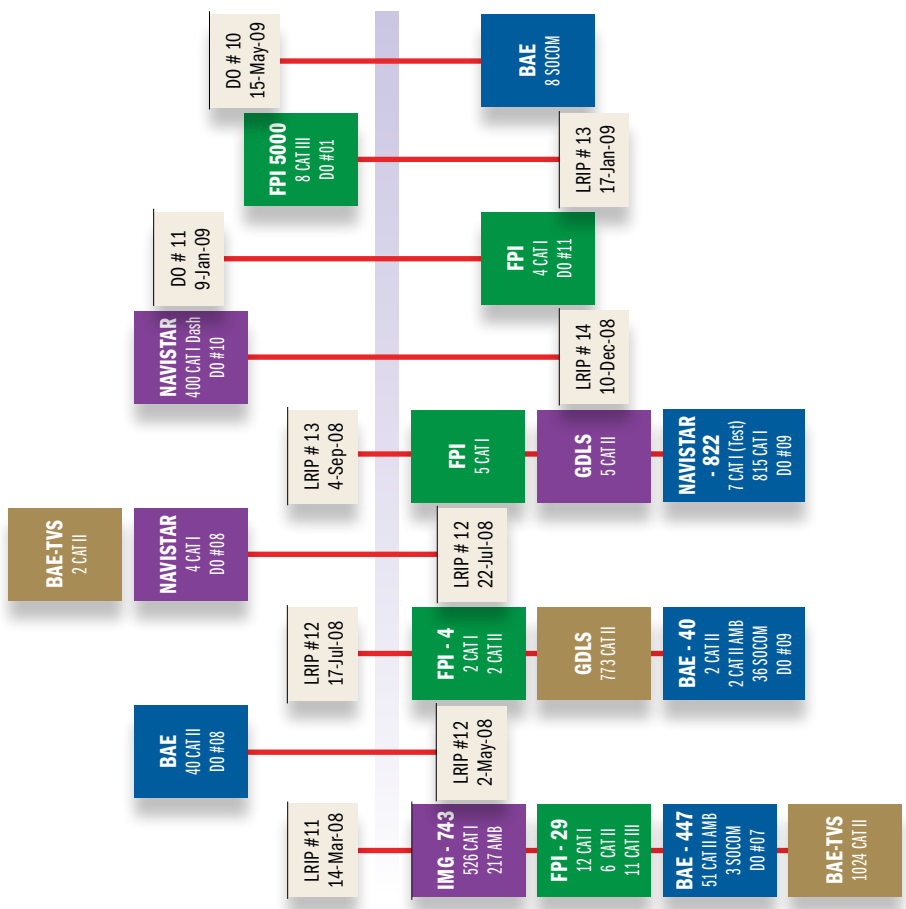 LRIP #11
14-Mar-08
IMG - 743
526 CAT I
217 AMB
FPI - 29
12 CAT I
6 CAT II
11 CAT III
BAE - 447
51 CAT II AMB
3 SOCOM
DO #07
BAE-TVS
1024 CAT II
BAE
40 CAT II
DO #08
LRIP #12
2-May-08
LRIP #12
17-Jul-08
FPI - 4
2 CAT I
2 CAT II
GDLS
773 CAT II
BAE - 40
2 CAT II
2 CAT II AMB
36 SOCOM
DO #09
BAE-TVS
2 CAT II
NAVISTAR
4 CAT I
DO #08
LRIP # 12
22-Jul-08
LRIP # 13
4-Sep-08
FPI
5 CAT I
GDLS
5 CAT II
NAVISTAR
- 822
7 CAT I (Test)
815 CAT I
DO #09
NAVISTAR
400 CAT I Dash
DO #10
LRIP # 14
10-Dec-08
DO # 11
9-Jan-09
FPI
4 CAT I
DO #11
FPI 5000
8 CAT III
DO #01
LRIP # 13
17-Jan-09
DO # 10
15-May-09
BAE
8 SOCOM